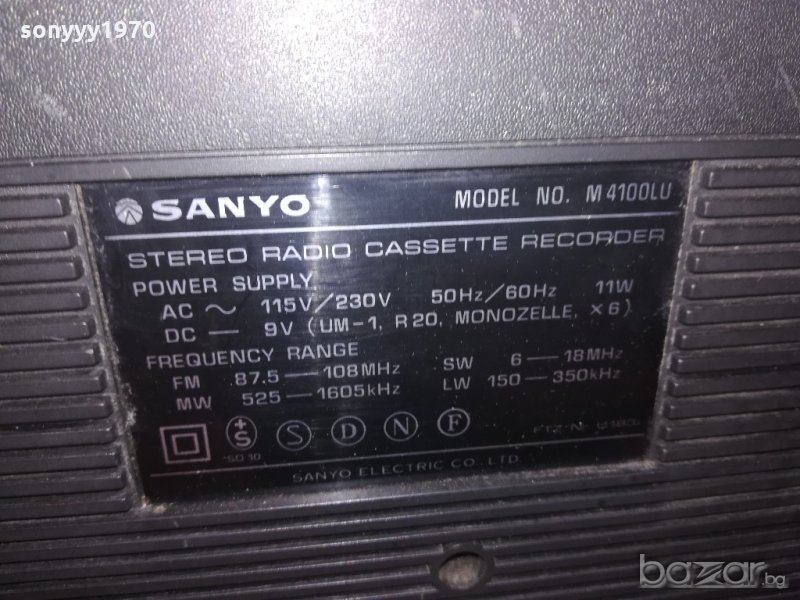 sonyyy1970
SANYO MODEL NO. M4100LU
STEREO RADIO CASSETTE RECORDER
POWER SUPPLY
AC ~ 115V/230V 50Hz/60Hz 11W
DC — 9V (UM-1, R20, MONOZELLE, ×6)
FREQUENCY RANGE
FM 87.5—108MHz SW 6—18MHz
MW 525—1605kHz LW 150—350kHz
+S S D N F FTZ-Nr.
SANYO ELECTRIC CO., LTD.
bazar.bg